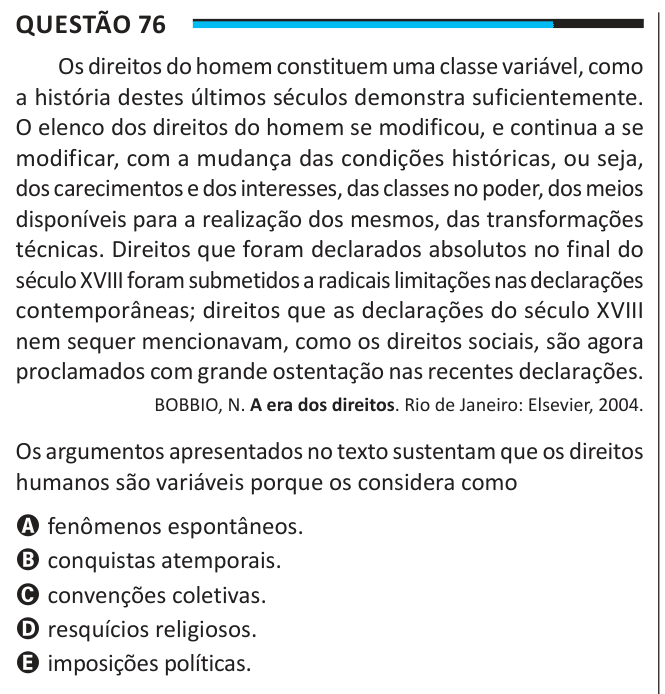 QUESTÃO 76
Os direitos do homem constituem uma classe variável, como
a história destes últimos séculos demonstra suficientemente.
O elenco dos direitos do homem se modificou, e continua a se
modificar, com a mudança das condições históricas, ou seja,
dos carecimentos e dos interesses, das classes no poder, dos meios
disponíveis para a realização dos mesmos, das transformações
técnicas. Direitos que foram declarados absolutos no final do
século XVIII foram submetidos a radicais limitações nas declarações
contemporâneas; direitos que as declarações do século XVIII
nem sequer mencionavam, como os direitos sociais, são agora
proclamados com grande ostentação nas recentes declarações.
BOBBIO, N. A era dos direitos. Rio de Janeiro: Elsevier, 2004.
Os argumentos apresentados no texto sustentam que os direitos
humanos são variáveis porque os considera como
A fenômenos espontâneos.
B conquistas atemporais.
C convenções coletivas.
D resquícios religiosos.
E imposições políticas.